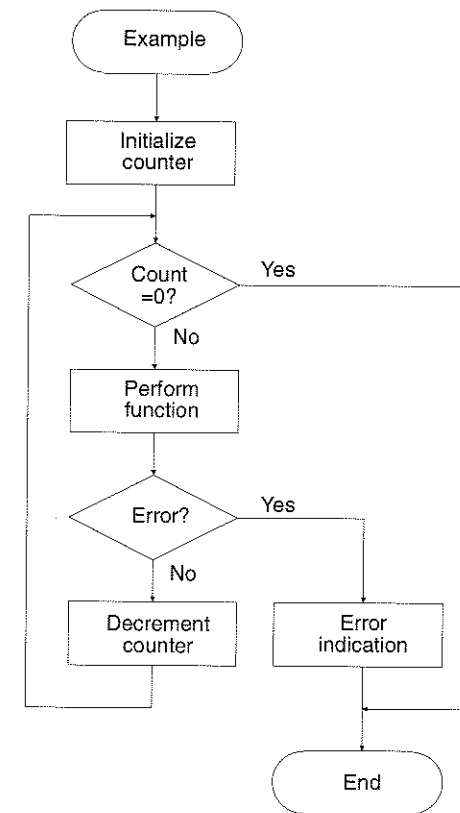 Example
Initialize
counter
Count
=0?
Yes
No
Perform
function
Error?
Yes
No
Decrement
counter
Error
indication
End